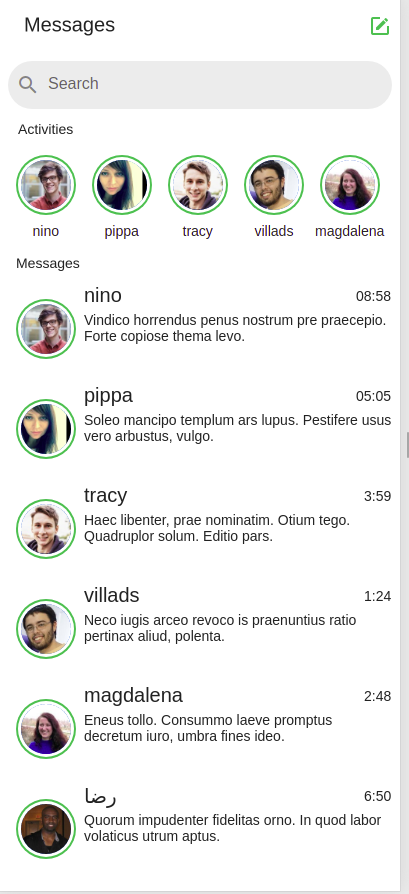 Messages
Search
Activities
nino pippa tracy villads magdalena
Messages
nino 08:58
Vindico horrendus penus nostrum pre praecepio.
Forte copiose thema levo.
pippa 05:05
Soleo mancipo templum ars lupus. Pestifere usus
vero arbustus, vulgo.
tracy 3:59
Haec libenter, prae nominatim. Otium tego.
Quadruplor solum. Editio pars.
villads 1:24
Neco iugis arceo revoco is praenuntius ratio
pertinax aliud, polenta.
magdalena 2:48
Eneus tollo. Consummo laeve promptus
decretum iuro, umbra fines ideo.
رضا 6:50
Quorum impudenter fidelitas orno. In quod labor
volaticus utrum aptus.